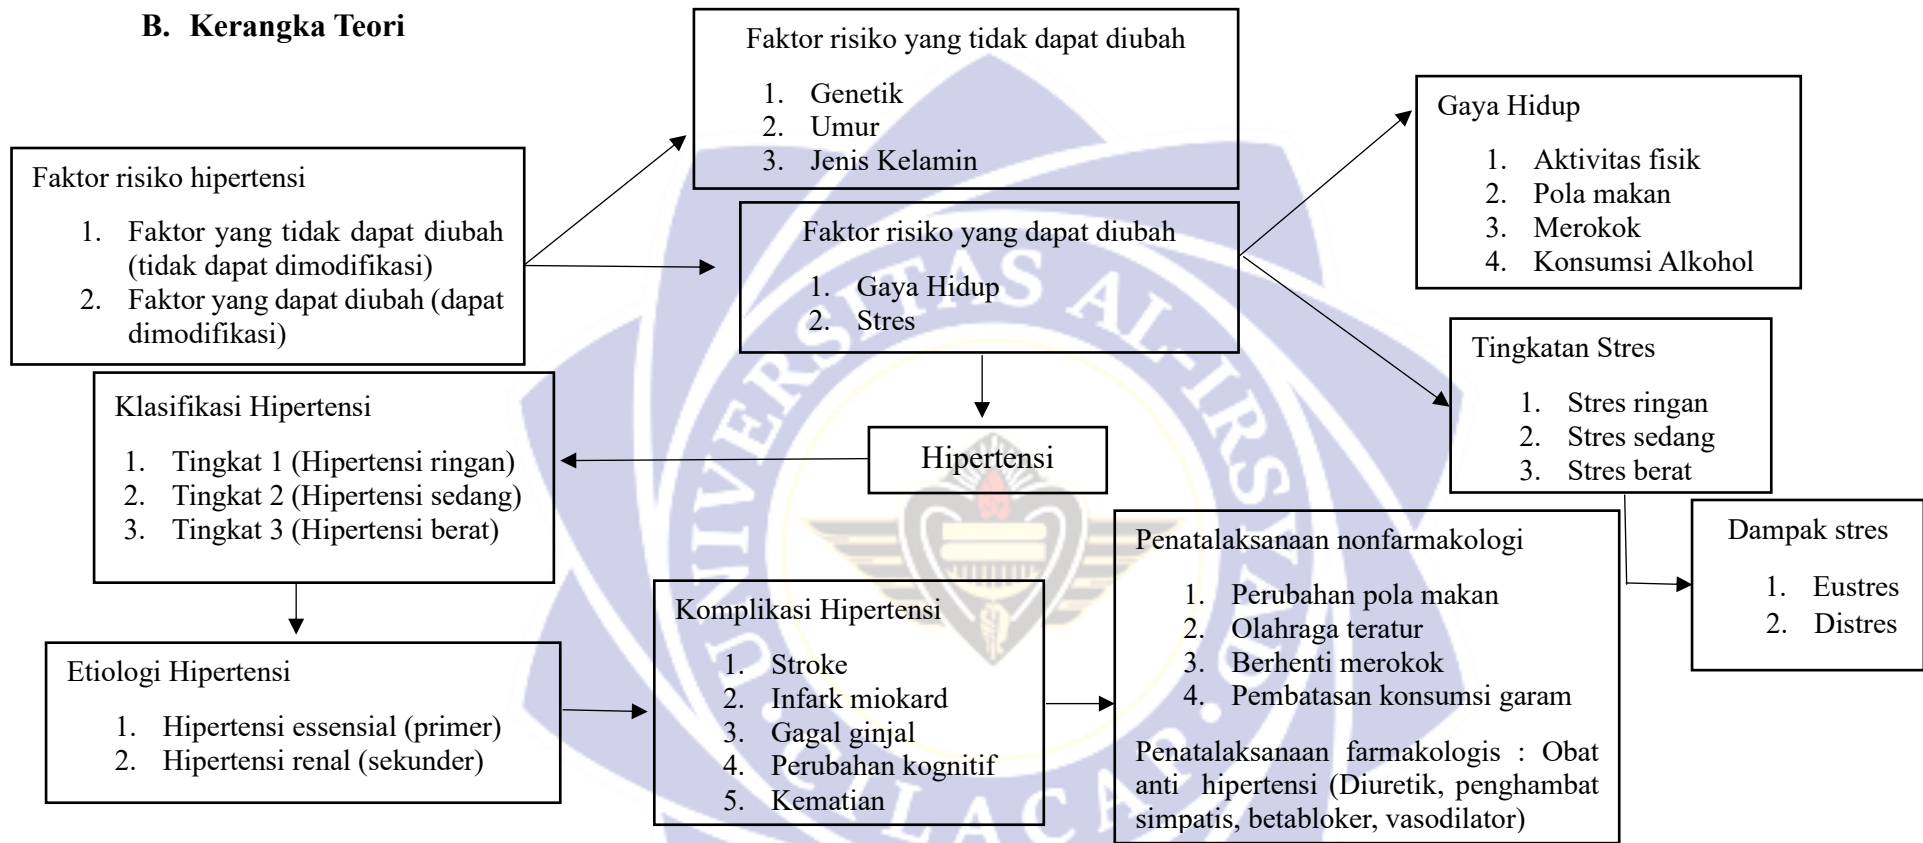 B. Kerangka Teori
Faktor risiko yang tidak dapat diubah
1. Genetik
2. Umur
3. Jenis Kelamin
Gaya Hidup
1. Aktivitas fisik
2. Pola makan
3. Merokok
4. Konsumsi Alkohol
Faktor risiko hipertensi
1. Faktor yang tidak dapat diubah
(tidak dapat dimodifikasi)
2. Faktor yang dapat diubah (dapat
dimodifikasi)
Faktor risiko yang dapat diubah
1. Gaya Hidup
2. Stres
Tingkatan Stres
1. Stres ringan
2. Stres sedang
3. Stres berat
Klasifikasi Hipertensi
1. Tingkat 1 (Hipertensi ringan)
2. Tingkat 2 (Hipertensi sedang)
3. Tingkat 3 (Hipertensi berat)
Hipertensi
Dampak stres
1. Eustres
2. Distres
Penatalaksanaan nonfarmakologi
1. Perubahan pola makan
2. Olahraga teratur
3. Berhenti merokok
4. Pembatasan konsumsi garam
Penatalaksanaan farmakologis : Obat
anti hipertensi (Diuretik, penghambat
simpatis, betabloker, vasodilator)
Komplikasi Hipertensi
1. Stroke
2. Infark miokard
3. Gagal ginjal
4. Perubahan kognitif
5. Kematian
Etiologi Hipertensi
1. Hipertensi essensial (primer)
2. Hipertensi renal (sekunder)
UNIVERSITAS AL-IRSYAD
CILACAP